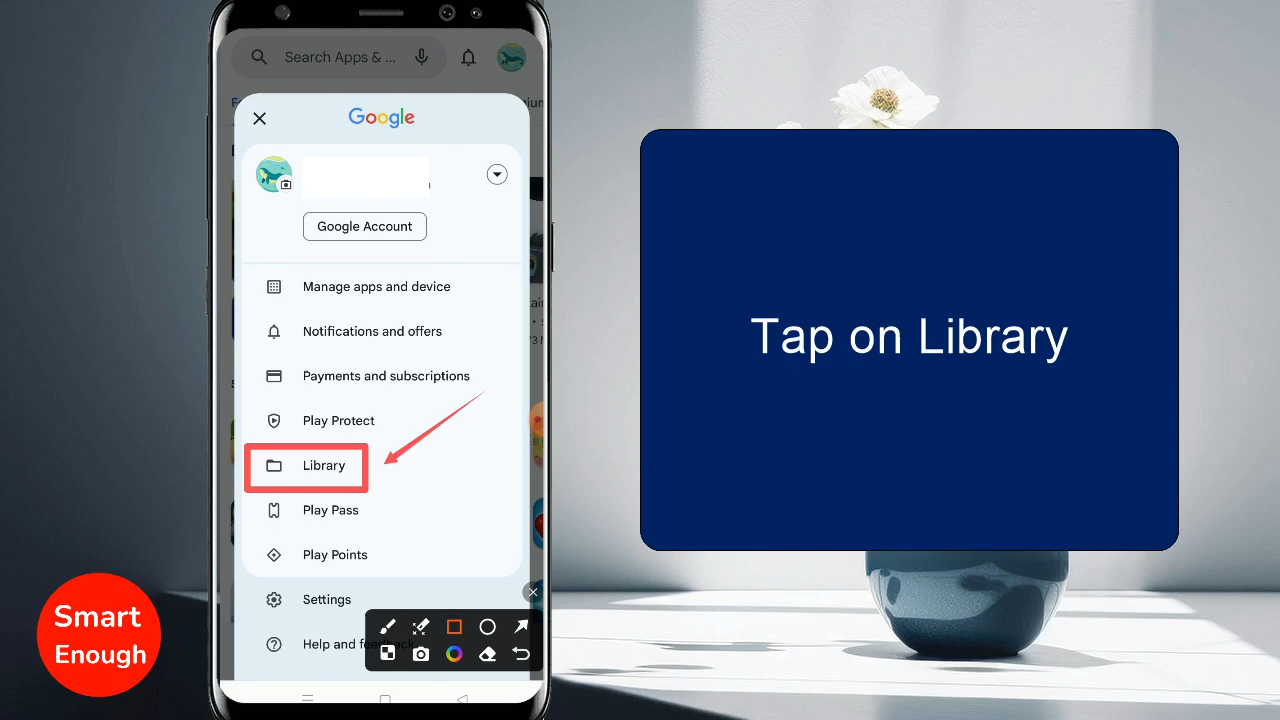 Search Apps & ...
Google
Google Account
Manage apps and device
Notifications and offers
Payments and subscriptions
Play Protect
Library
Play Pass
Play Points
Settings
Help and feedback
Tap on Library
Smart
Enough